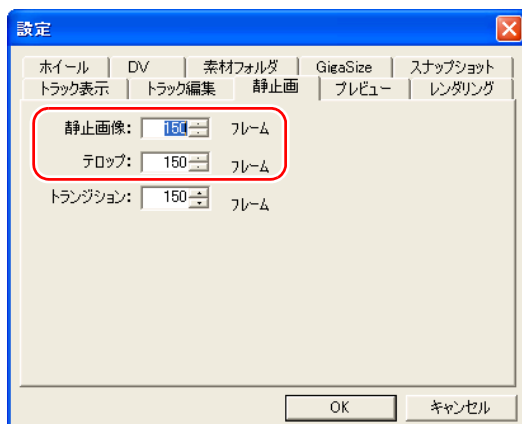 設定
ホイール DV 素材フォルダ GigaSize スナップショット
トラック表示 トラック編集 静止画 プレビュー レンダリング
静止画像: 150 フレーム
テロップ: 150 フレーム
トランジション: 150 フレーム
OK キャンセル